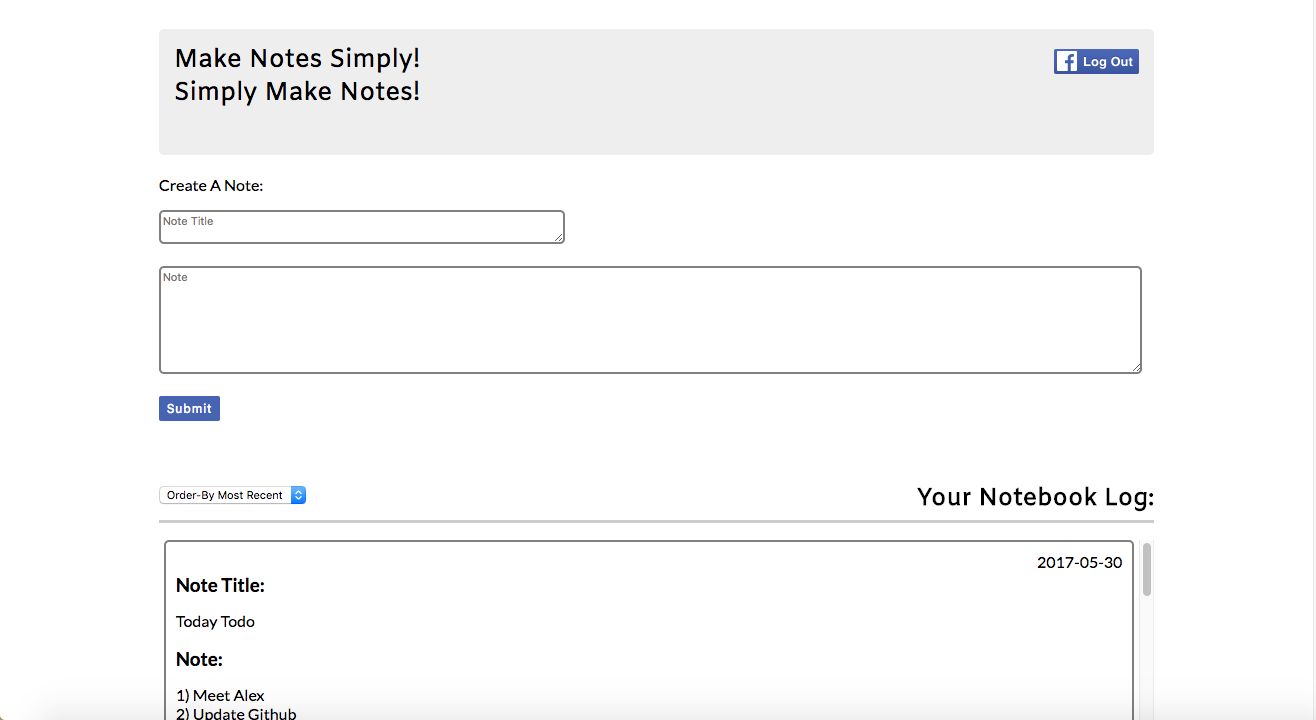 Make Notes Simply!
Simply Make Notes!
Log Out
Create A Note:
Note Title
Note
Submit
Order-By Most Recent
Your Notebook Log:
2017-05-30
Note Title:
Today Todo
Note:
1) Meet Alex
2) Update Github